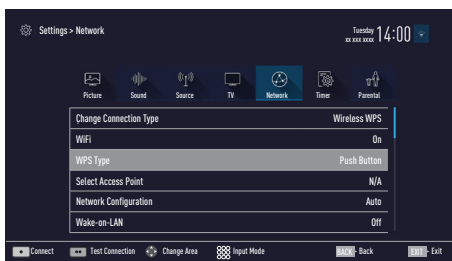 Settings > Network
Tuesday
xx xxx xxxx
14:00
Picture Sound Source TV Network Timer Parental
Change Connection Type Wireless WPS
WiFi On
WPS Type Push Button
Select Access Point N/A
Network Configuration Auto
Wake-on-LAN Off
Connect Test Connection Change Area Input Mode BACK - Back EXIT - Exit